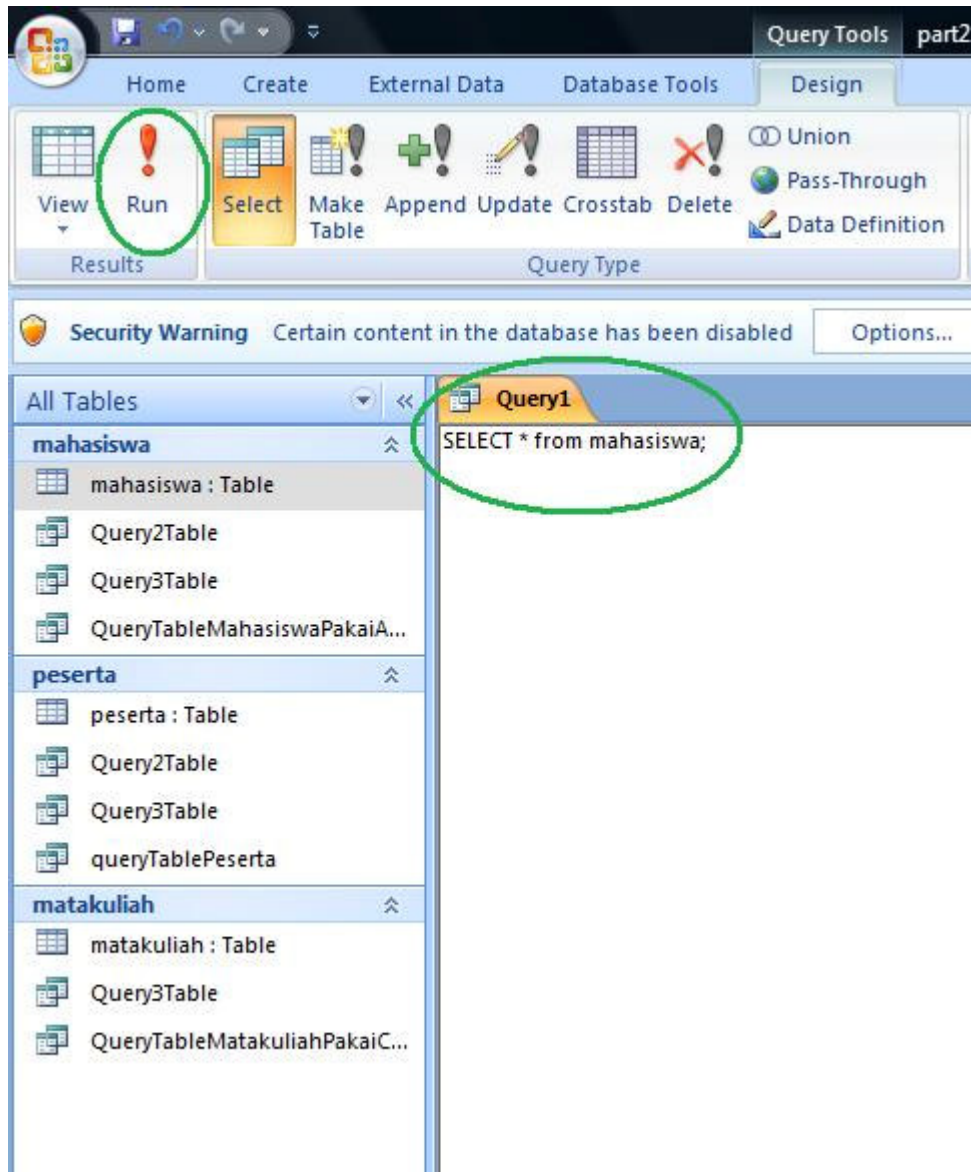 Query Tools part2
Home Create External Data Database Tools Design
View Run Select Make Table Append Update Crosstab Delete
Union
Pass-Through
Data Definition
Results Query Type
Security Warning Certain content in the database has been disabled Options...
All Tables
mahasiswa
mahasiswa : Table
Query2Table
Query3Table
QueryTableMahasiswaPakaiA...
peserta
peserta : Table
Query2Table
Query3Table
queryTablePeserta
matakuliah
matakuliah : Table
Query3Table
QueryTableMatakuliahPakaiC...
Query1
SELECT * from mahasiswa;